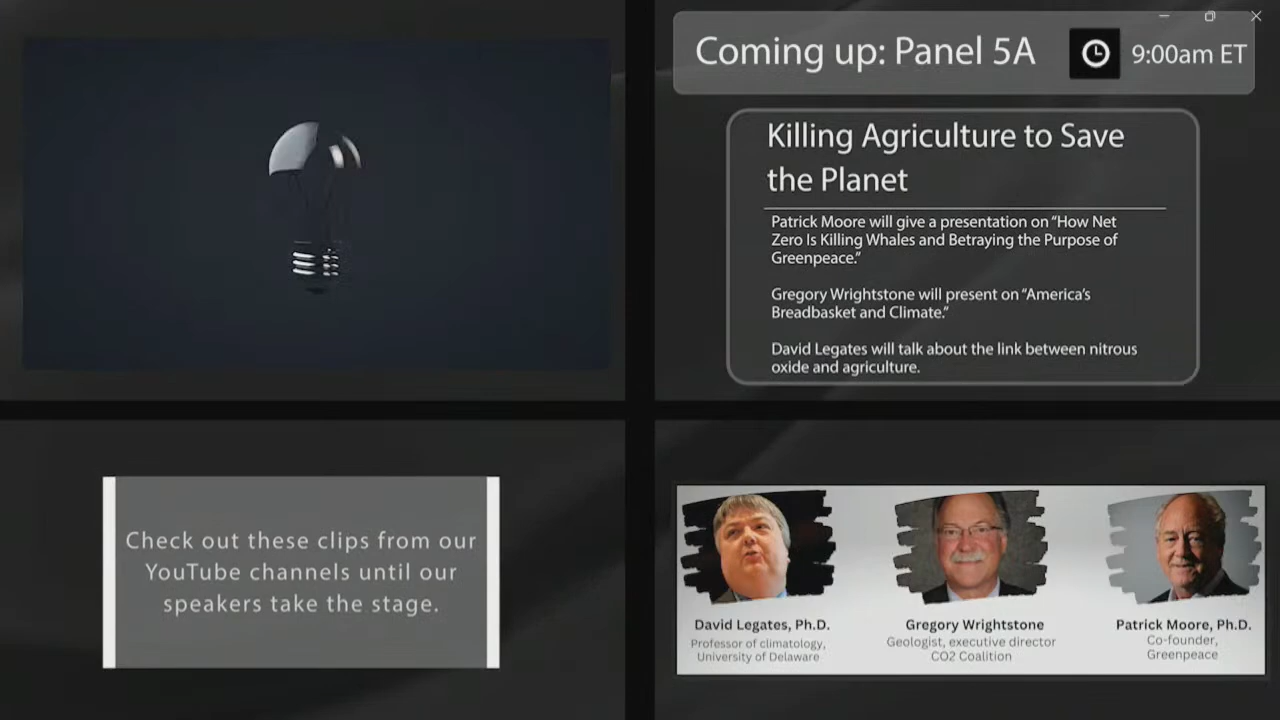 Coming up: Panel 5A
9:00am ET
Killing Agriculture to Save
the Planet
Patrick Moore will give a presentation on “How Net
Zero Is Killing Whales and Betraying the Purpose of
Greenpeace.”
Gregory Wrightstone will present on “America’s
Breadbasket and Climate.”
David Legates will talk about the link between nitrous
oxide and agriculture.
Check out these clips from our
YouTube channels until our
speakers take the stage.
David Legates, Ph.D.
Professor of climatology,
University of Delaware
Gregory Wrightstone
Geologist, executive director
CO2 Coalition
Patrick Moore, Ph.D.
Co-founder,
Greenpeace